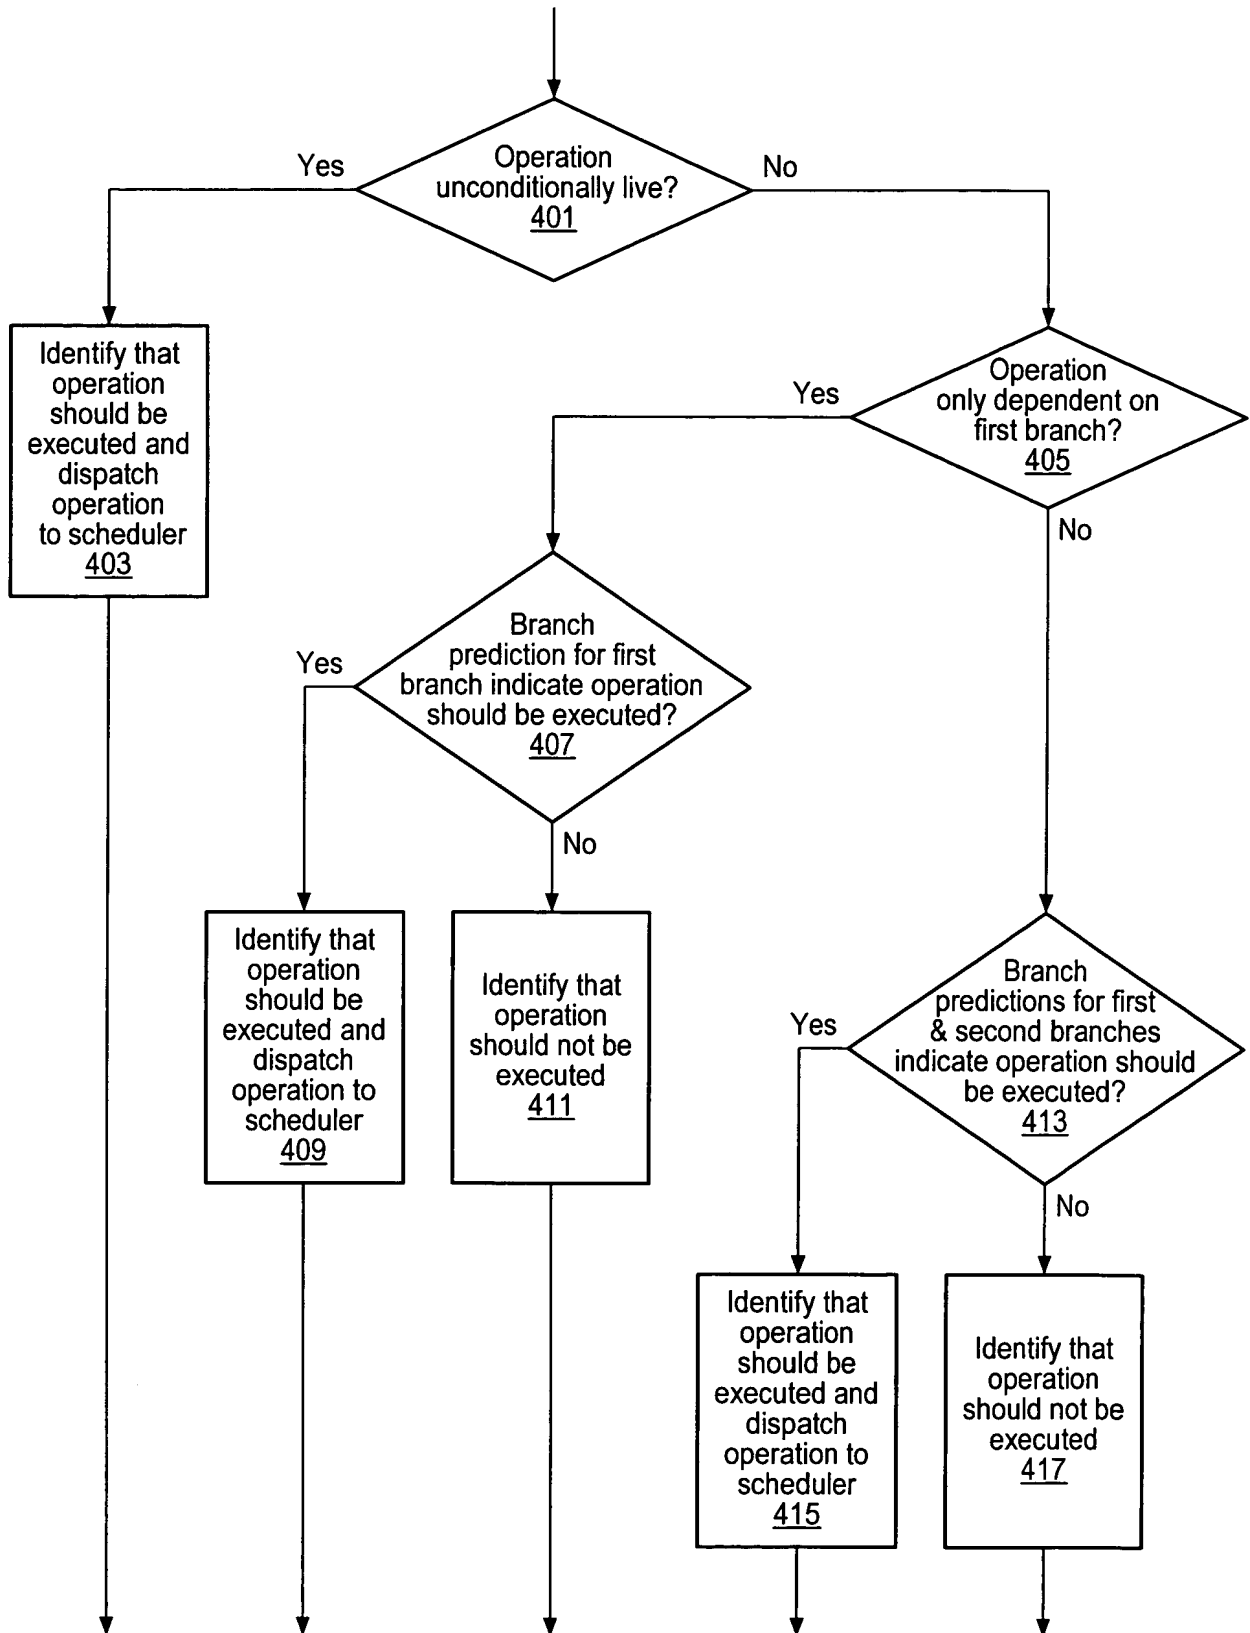 Yes
Operation
unconditionally live?
401
No
Identify that
operation
should be
executed and
dispatch
operation
to scheduler
403
Yes
Operation
only dependent on
first branch?
405
No
Yes
Branch
prediction for first
branch indicate operation
should be executed?
407
No
Identify that
operation
should be
executed and
dispatch
operation to
scheduler
409
Identify that
operation
should not be
executed
411
Yes
Branch
predictions for first
& second branches
indicate operation should
be executed?
413
No
Identify that
operation
should be
executed and
dispatch
operation to
scheduler
415
Identify that
operation
should not be
executed
417